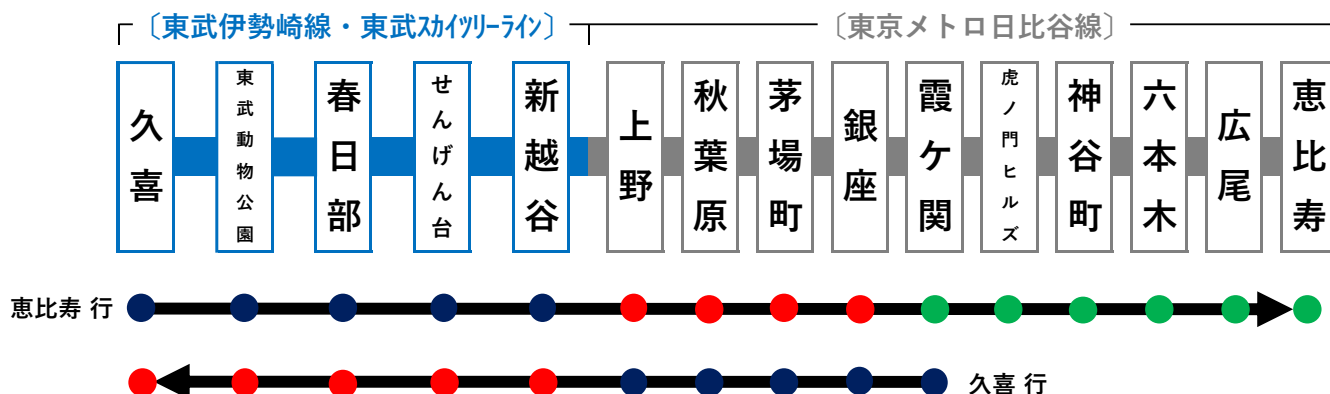 〔東武伊勢崎線・東武ｽｶｲﾂﾘｰﾗｲﾝ〕
〔東京メトロ日比谷線〕
久喜
東武動物公園
春日部
せんげん台
新越谷
上野
秋葉原
茅場町
銀座
霞ケ関
虎ノ門ヒルズ
神谷町
六本木
広尾
恵比寿
恵比寿 行
久喜 行